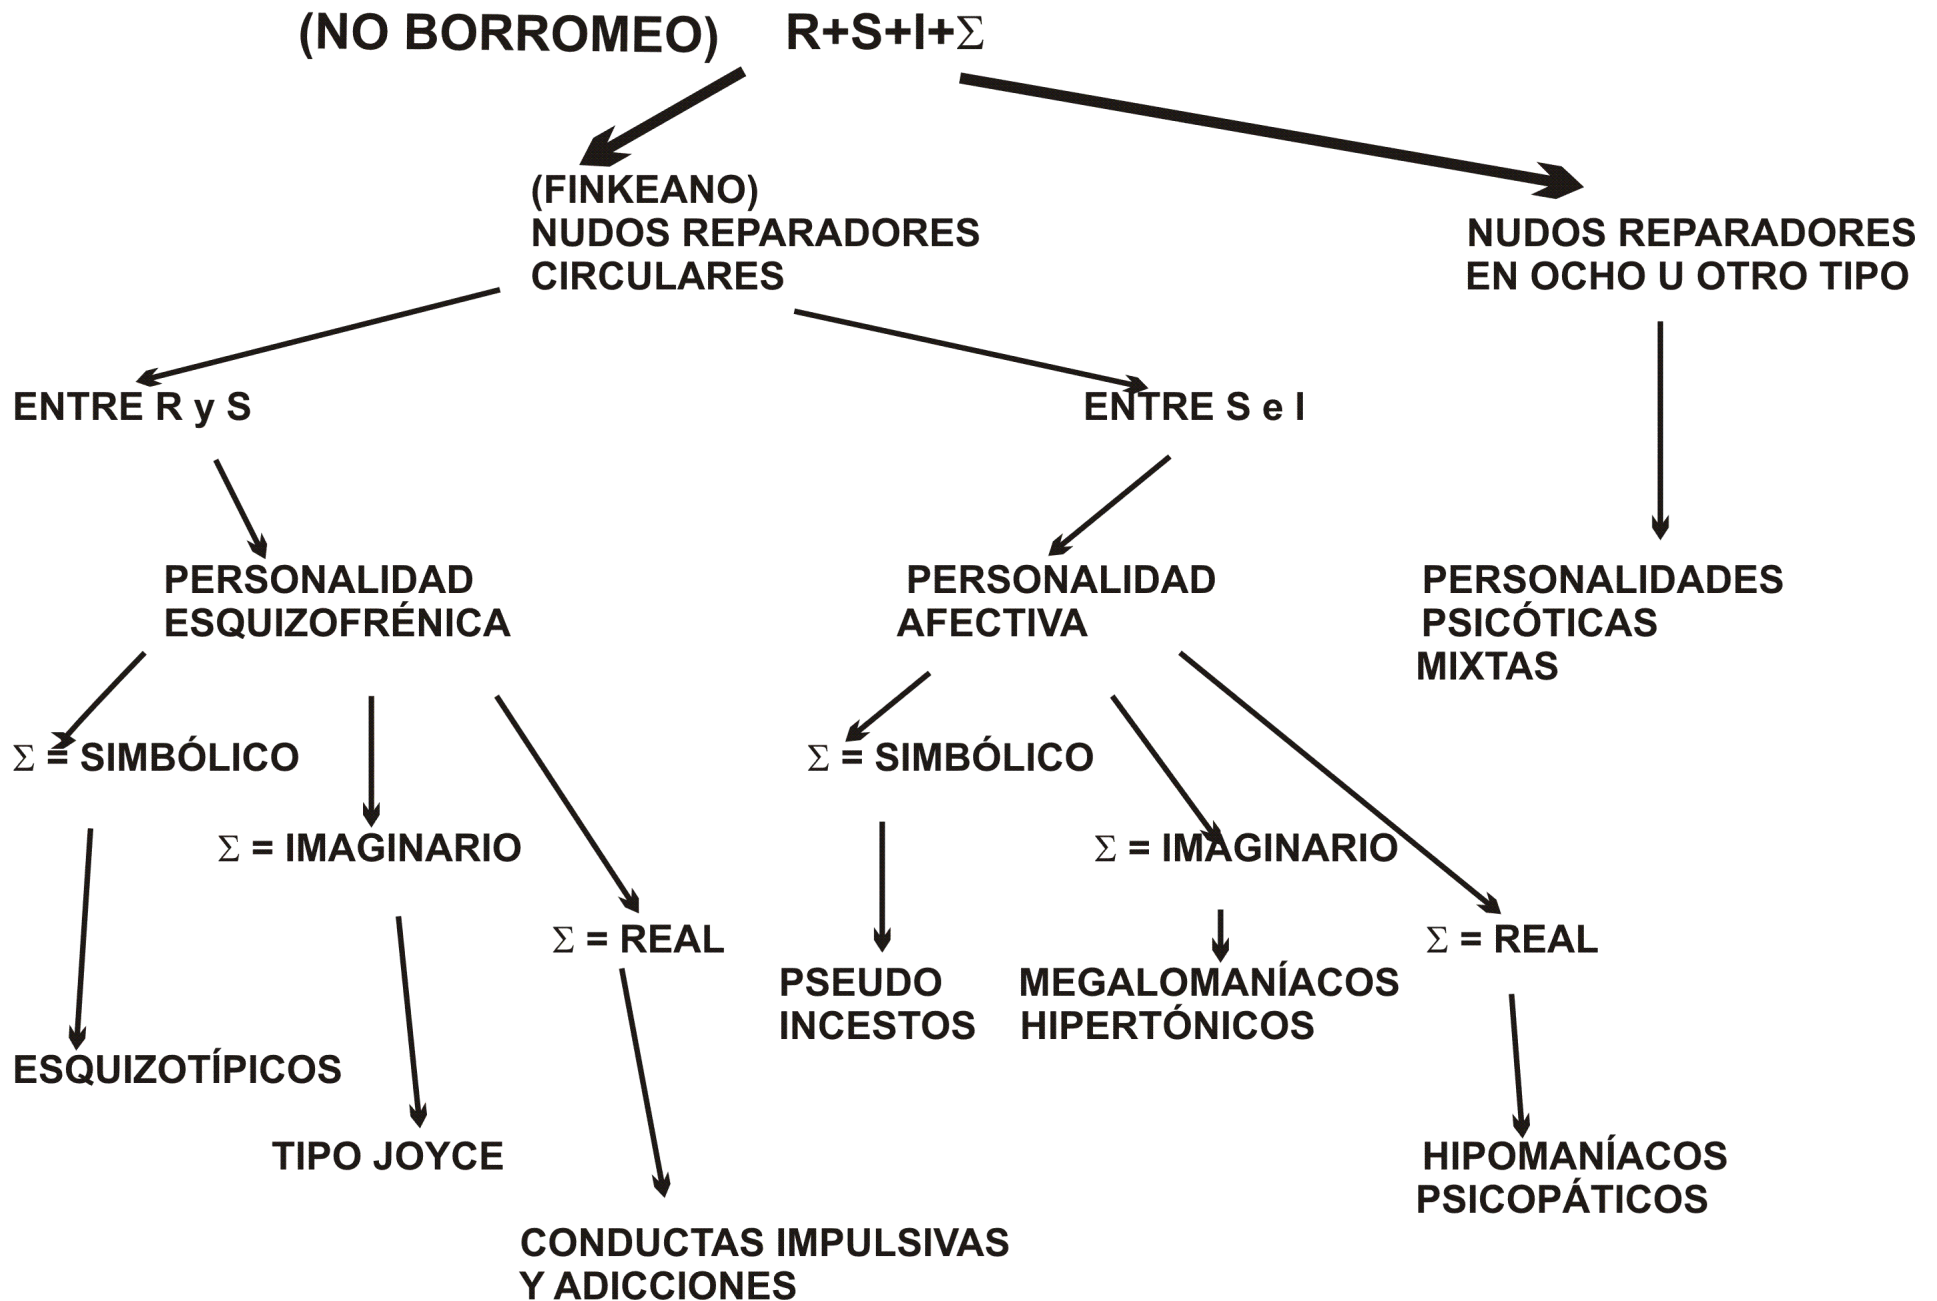 (NO BORROMEO) R+S+I+Σ
(FINKEANO)
NUDOS REPARADORES
CIRCULARES
NUDOS REPARADORES
EN OCHO U OTRO TIPO
ENTRE R y S
ENTRE S e I
PERSONALIDAD
ESQUIZOFRÉNICA
PERSONALIDAD
AFECTIVA
PERSONALIDADES
PSICÓTICAS
MIXTAS
Σ = SIMBÓLICO
Σ = SIMBÓLICO
Σ = IMAGINARIO
Σ = IMAGINARIO
Σ = REAL
Σ = REAL
PSEUDO
INCESTOS
MEGALOMANÍACOS
HIPERTÓNICOS
ESQUIZOTÍPICOS
TIPO JOYCE
HIPOMANÍACOS
PSICOPÁTICOS
CONDUCTAS IMPULSIVAS
Y ADICCIONES